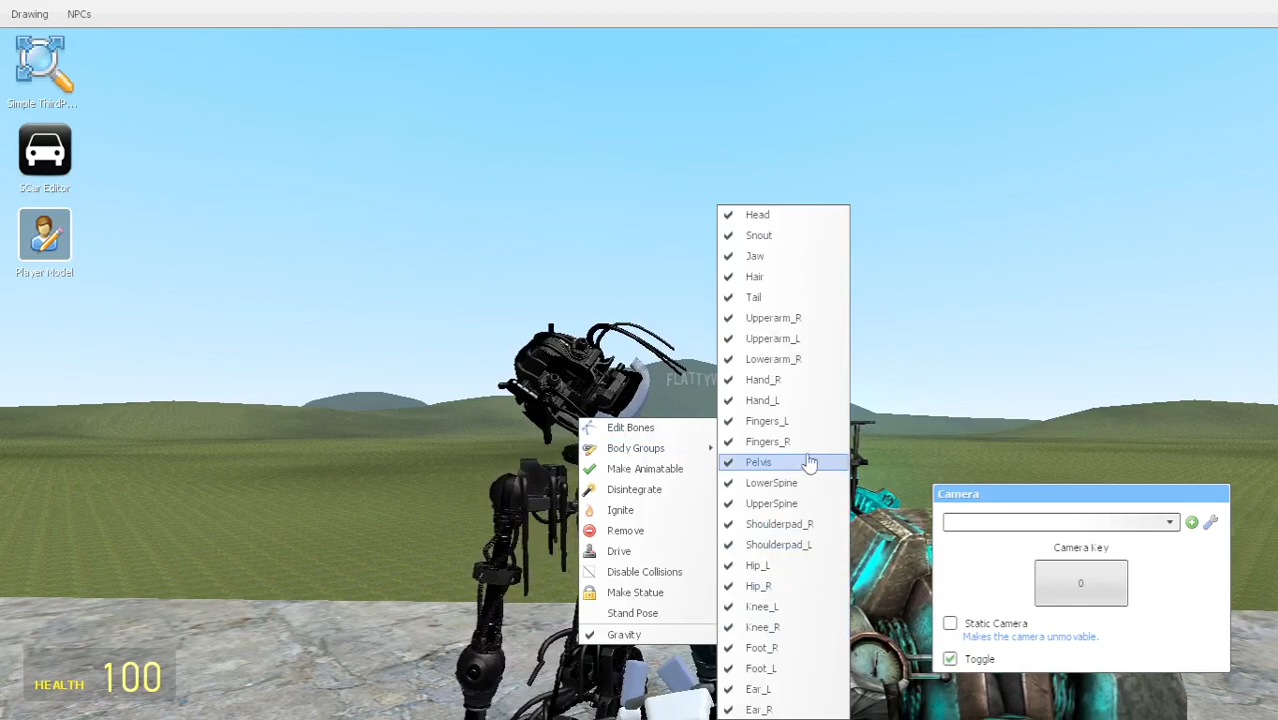 Drawing NPCs
Simple ThirdP...
SCar Editor
Player Model
FLATTYW
Edit Bones
Body Groups
Make Animatable
Disintegrate
Ignite
Remove
Drive
Disable Collisions
Make Statue
Stand Pose
Gravity
Head
Snout
Jaw
Hair
Tail
Upperarm_R
Upperarm_L
Lowerarm_R
Hand_R
Hand_L
Fingers_L
Fingers_R
Pelvis
LowerSpine
UpperSpine
Shoulderpad_R
Shoulderpad_L
Hip_L
Hip_R
Knee_L
Knee_R
Foot_R
Foot_L
Ear_L
Ear_R
Camera
Camera Key
0
Static Camera
Makes the camera unmovable.
Toggle
HEALTH 100